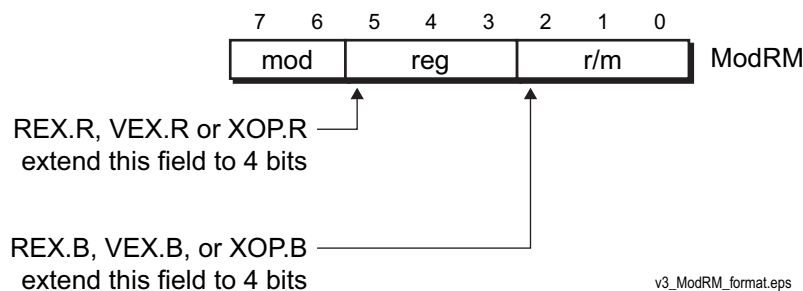 7 6 5 4 3 2 1 0
mod reg r/m ModRM
REX.R, VEX.R or XOP.R
extend this field to 4 bits
REX.B, VEX.B, or XOP.B
extend this field to 4 bits
v3_ModRM_format.eps